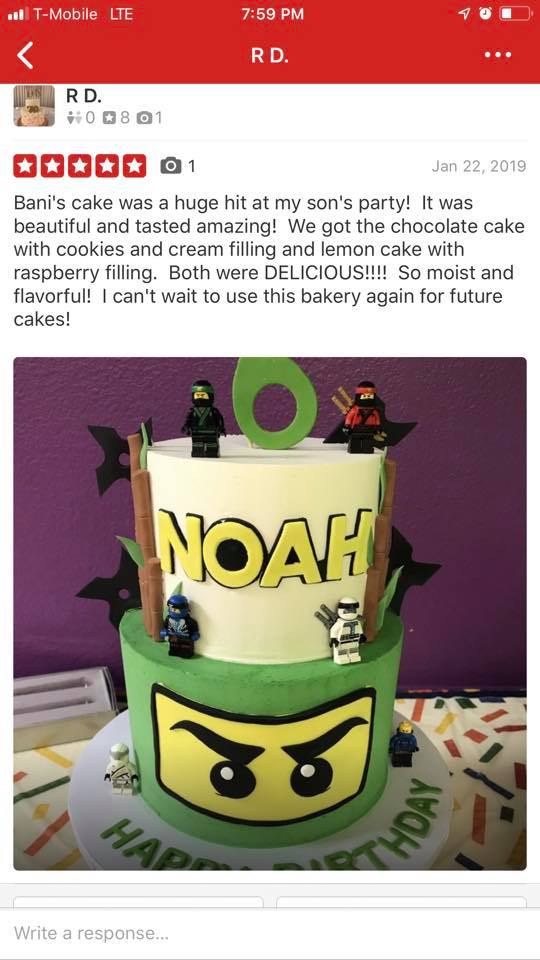 T-Mobile LTE 7:59 PM
R D.
R D.
0 8 1
1 Jan 22, 2019
Bani's cake was a huge hit at my son's party! It was
beautiful and tasted amazing! We got the chocolate cake
with cookies and cream filling and lemon cake with
raspberry filling. Both were DELICIOUS!!!! So moist and
flavorful! I can't wait to use this bakery again for future
cakes!
6
NOAH
HAPPY BIRTHDAY
Write a response...